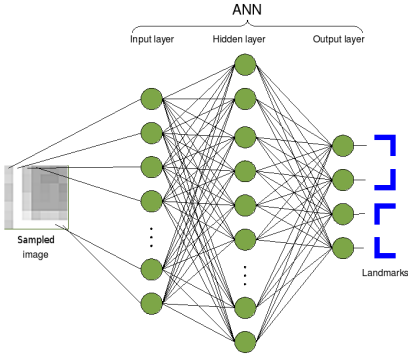 ANN
Input layer
Hidden layer
Output layer
Sampled
image
Landmarks